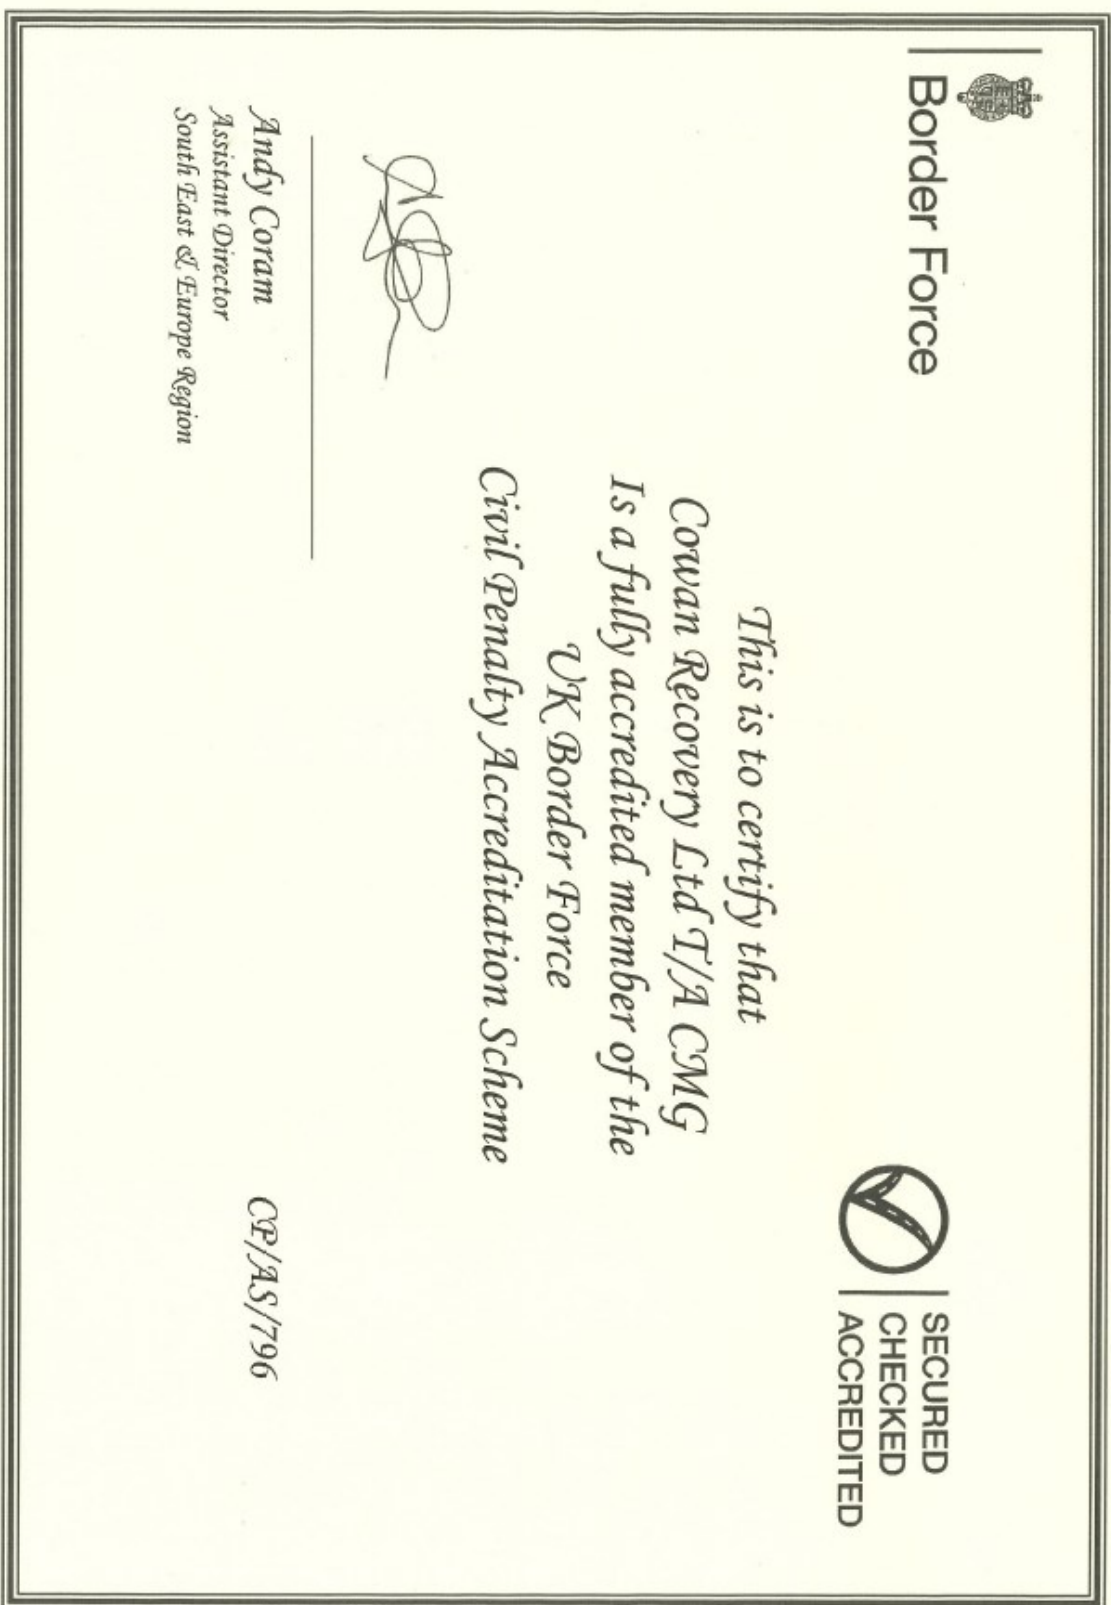 Border Force
SECURED
CHECKED
ACCREDITED
This is to certify that
Cowan Recovery Ltd T/A CMG
Is a fully accredited member of the
UK Border Force
Civil Penalty Accreditation Scheme
Andy Coram
Assistant Director
South East & Europe Region
CP/AS/796